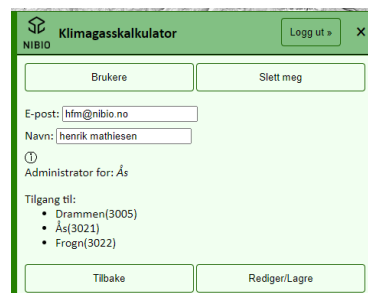 NIBIO
Klimagasskalkulator
Logg ut »
×
Brukere
Slett meg
E-post: hfm@nibio.no
Navn: henrik mathiesen
Administrator for: Ås
Tilgang til:
• Drammen(3005)
• Ås(3021)
• Frogn(3022)
Tilbake
Rediger/Lagre